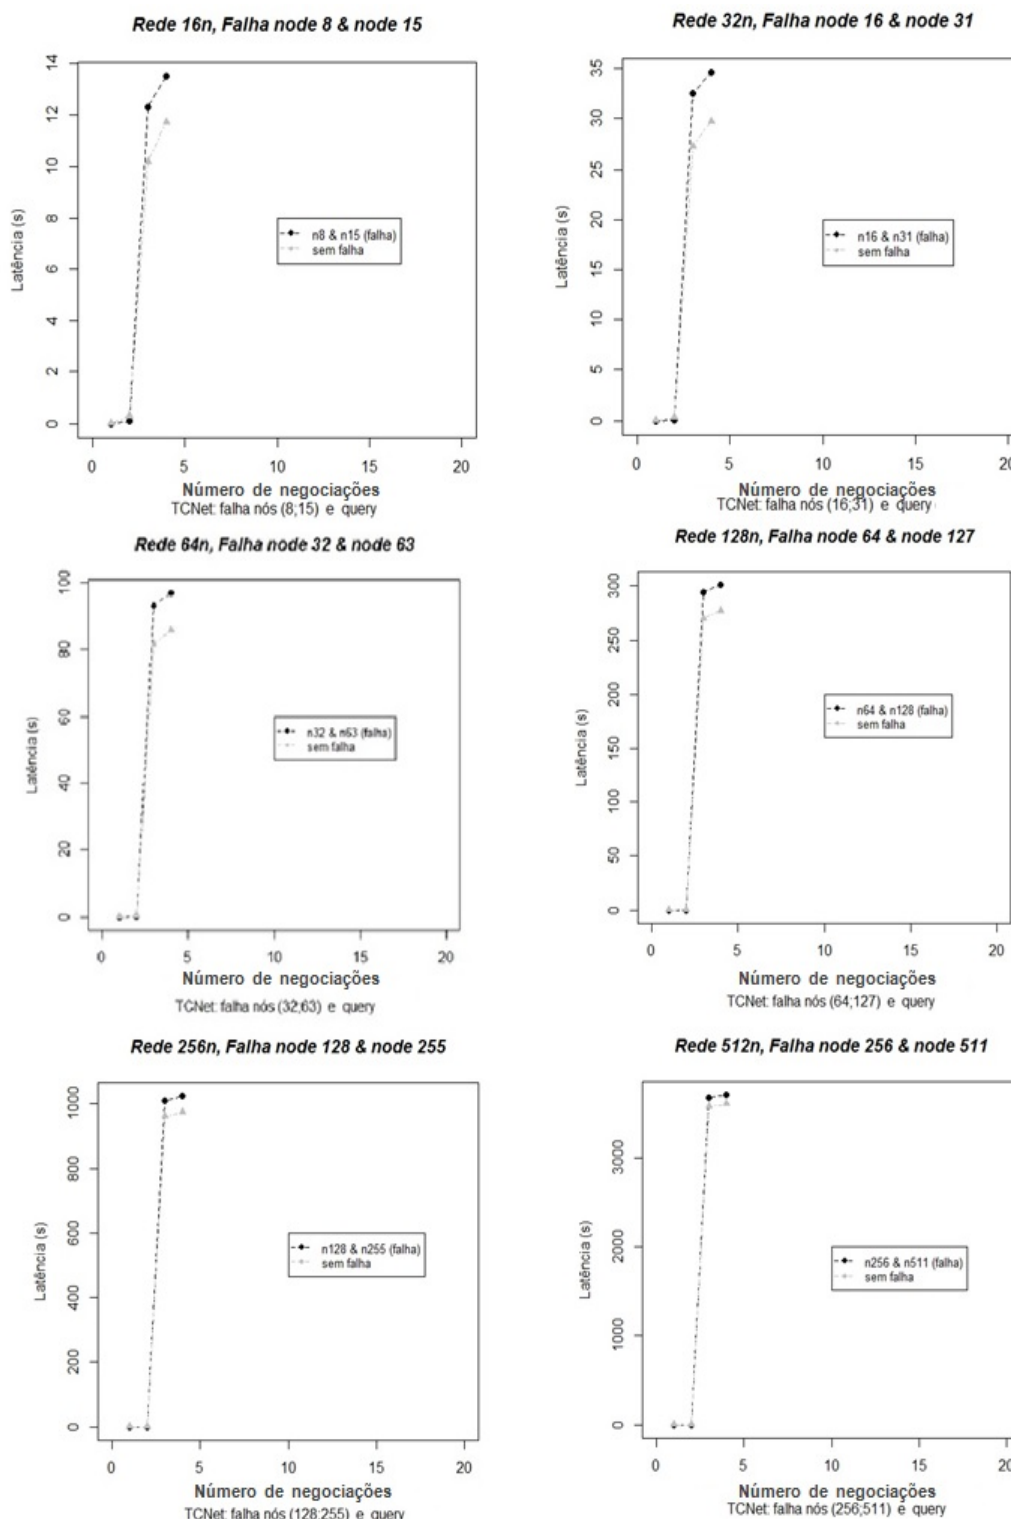 Rede 16n, Falha node 8 & node 15
14
12
10
8
6
4
2
0
Latência (s)
n8 & n15 (falha)
sem falha
0 5 10 15 20
Número de negociações
TCNet: falha nós (8;15) e query
Rede 32n, Falha node 16 & node 31
35
30
25
20
15
10
5
0
Latência (s)
n16 & n31 (falha)
sem falha
0 5 10 15 20
Número de negociações
TCNet: falha nós (16;31) e query
Rede 64n, Falha node 32 & node 63
100
80
60
40
20
0
Latência (s)
n32 & n63 (falha)
sem falha
0 5 10 15 20
Número de negociações
TCNet: falha nós (32;63) e query
Rede 128n, Falha node 64 & node 127
300
250
200
150
100
50
0
Latência (s)
n64 & n128 (falha)
sem falha
0 5 10 15 20
Número de negociações
TCNet: falha nós (64;127) e query
Rede 256n, Falha node 128 & node 255
1000
800
600
400
200
0
Latência (s)
n128 & n255 (falha)
sem falha
0 5 10 15 20
Número de negociações
TCNet: falha nós (128;255) e query
Rede 512n, Falha node 256 & node 511
3000
2000
1000
0
Latência (s)
n256 & n511 (falha)
sem falha
0 5 10 15 20
Número de negociações
TCNet: falha nós (256;511) e query